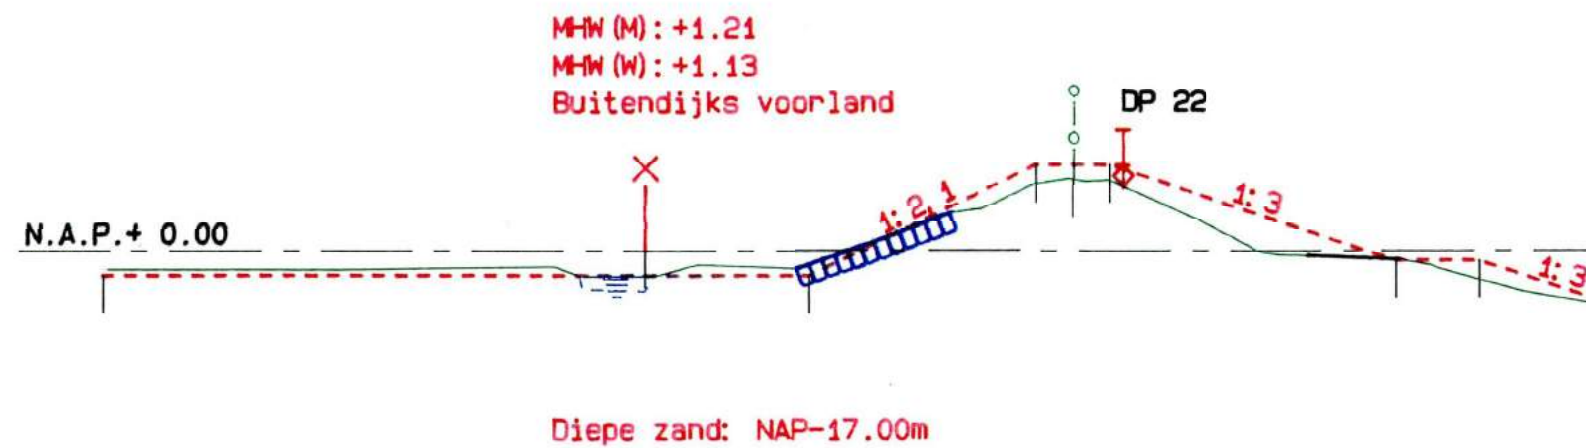 MHW (M): +1.21
MHW (W): +1.13
Buitendijks voorland
DP 22
1: 2,1
1: 3
N.A.P.+ 0.00
1: 3
Diepe zand: NAP-17.00m